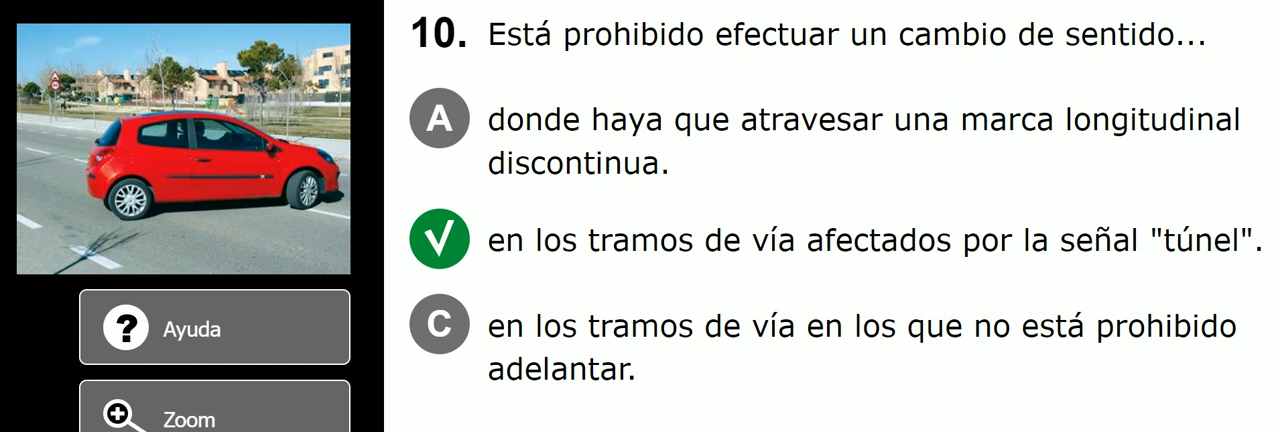 10. Está prohibido efectuar un cambio de sentido...
A donde haya que atravesar una marca longitudinal
discontinua.
√ en los tramos de vía afectados por la señal "túnel".
C en los tramos de vía en los que no está prohibido
adelantar.
? Ayuda
Zoom